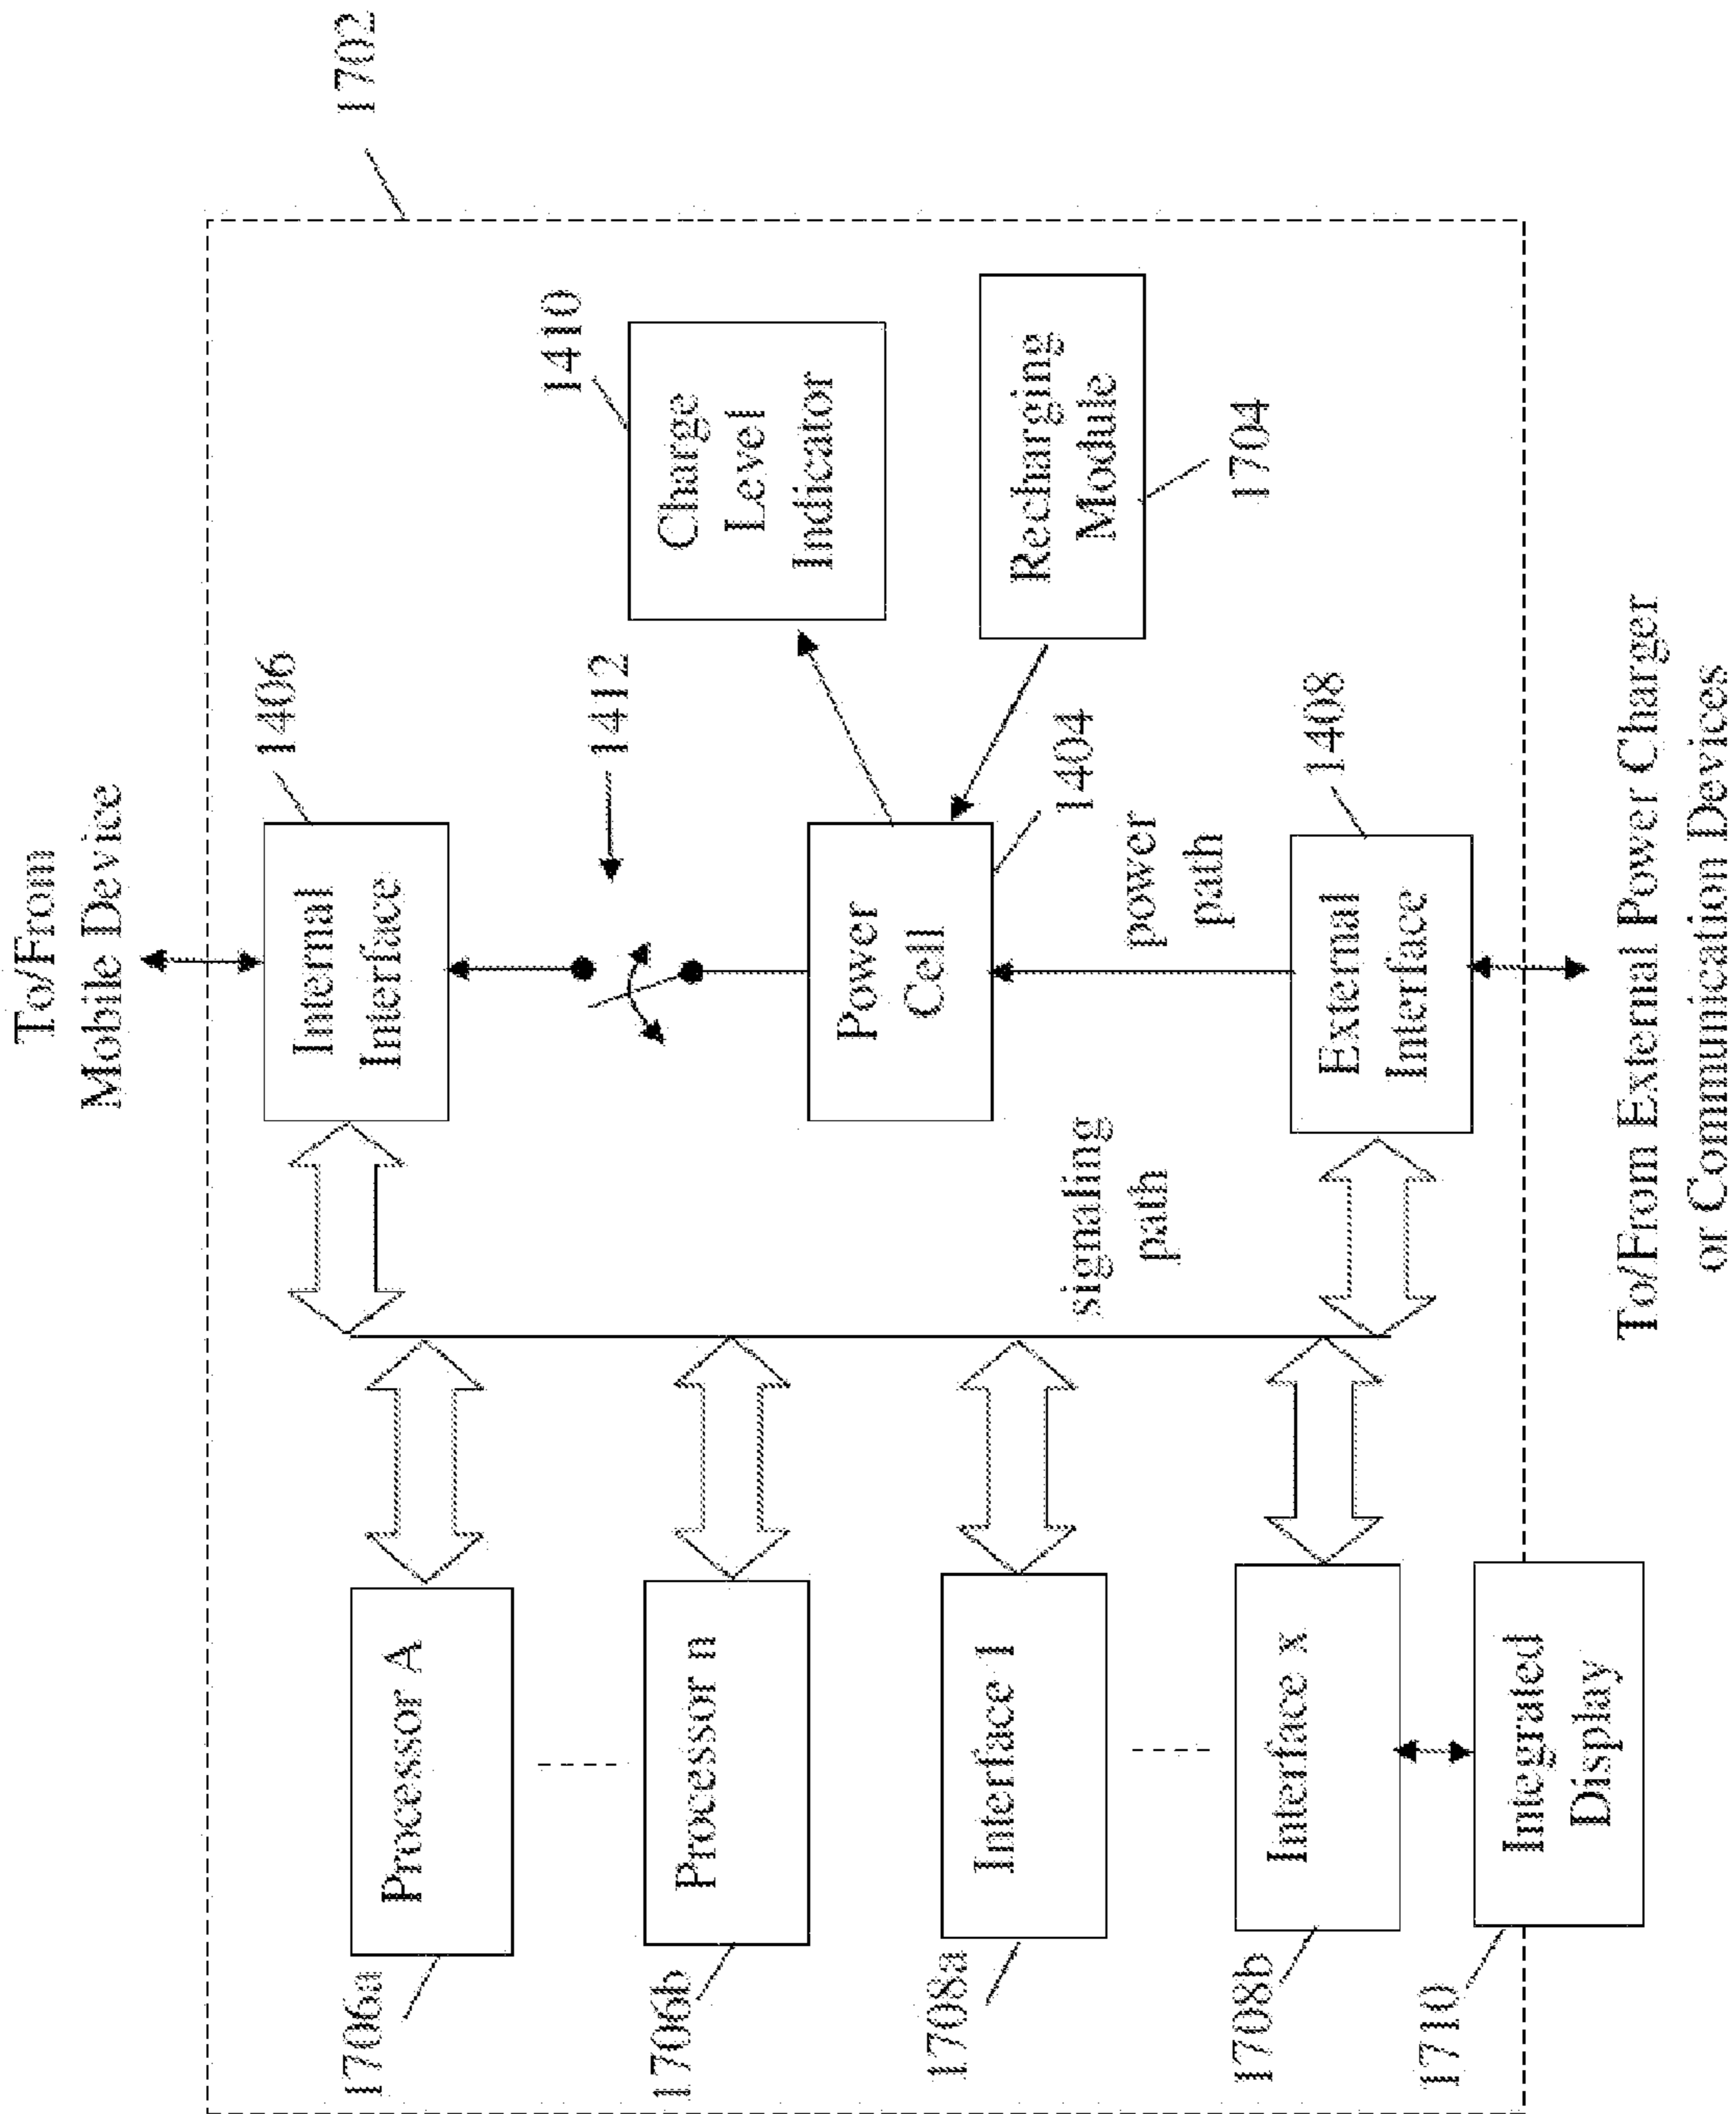 To/From
Mobile Device
1702
1406
Internal
Interface
1412
1410
Charge
Level
Indicator
Power
Cell
1404
Recharging
Module
1704
power
path
signaling
path
1408
External
Interface
To/From External Power Charger
or Communication Devices
1706a
Processor A
1706b
Processor n
1708a
Interface 1
1708b
Interface x
1710
Integrated
Display